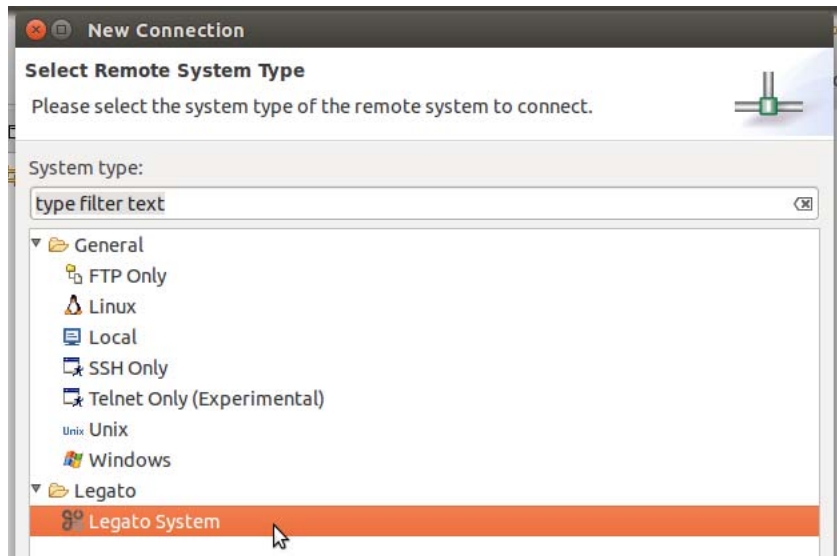 New Connection
Select Remote System Type
Please select the system type of the remote system to connect.
System type:
type filter text
General
FTP Only
Linux
Local
SSH Only
Telnet Only (Experimental)
Unix Unix
Windows
Legato
Legato System